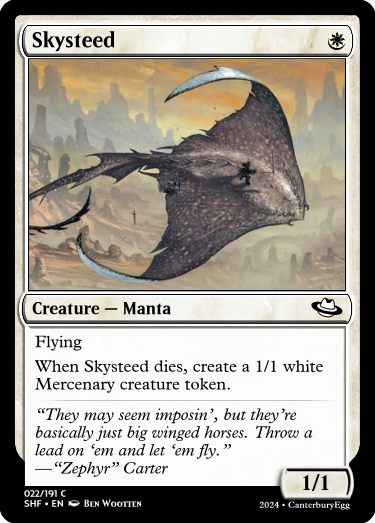 Skysteed
Creature — Manta
Flying
When Skysteed dies, create a 1/1 white
Mercenary creature token.
“They may seem imposin’, but they’re
basically just big winged horses. Throw a
lead on ‘em and let ‘em fly.”
—“Zephyr” Carter
1/1
022/191 C
SHF • EN Ben Wootten
2024 • CanterburyEgg